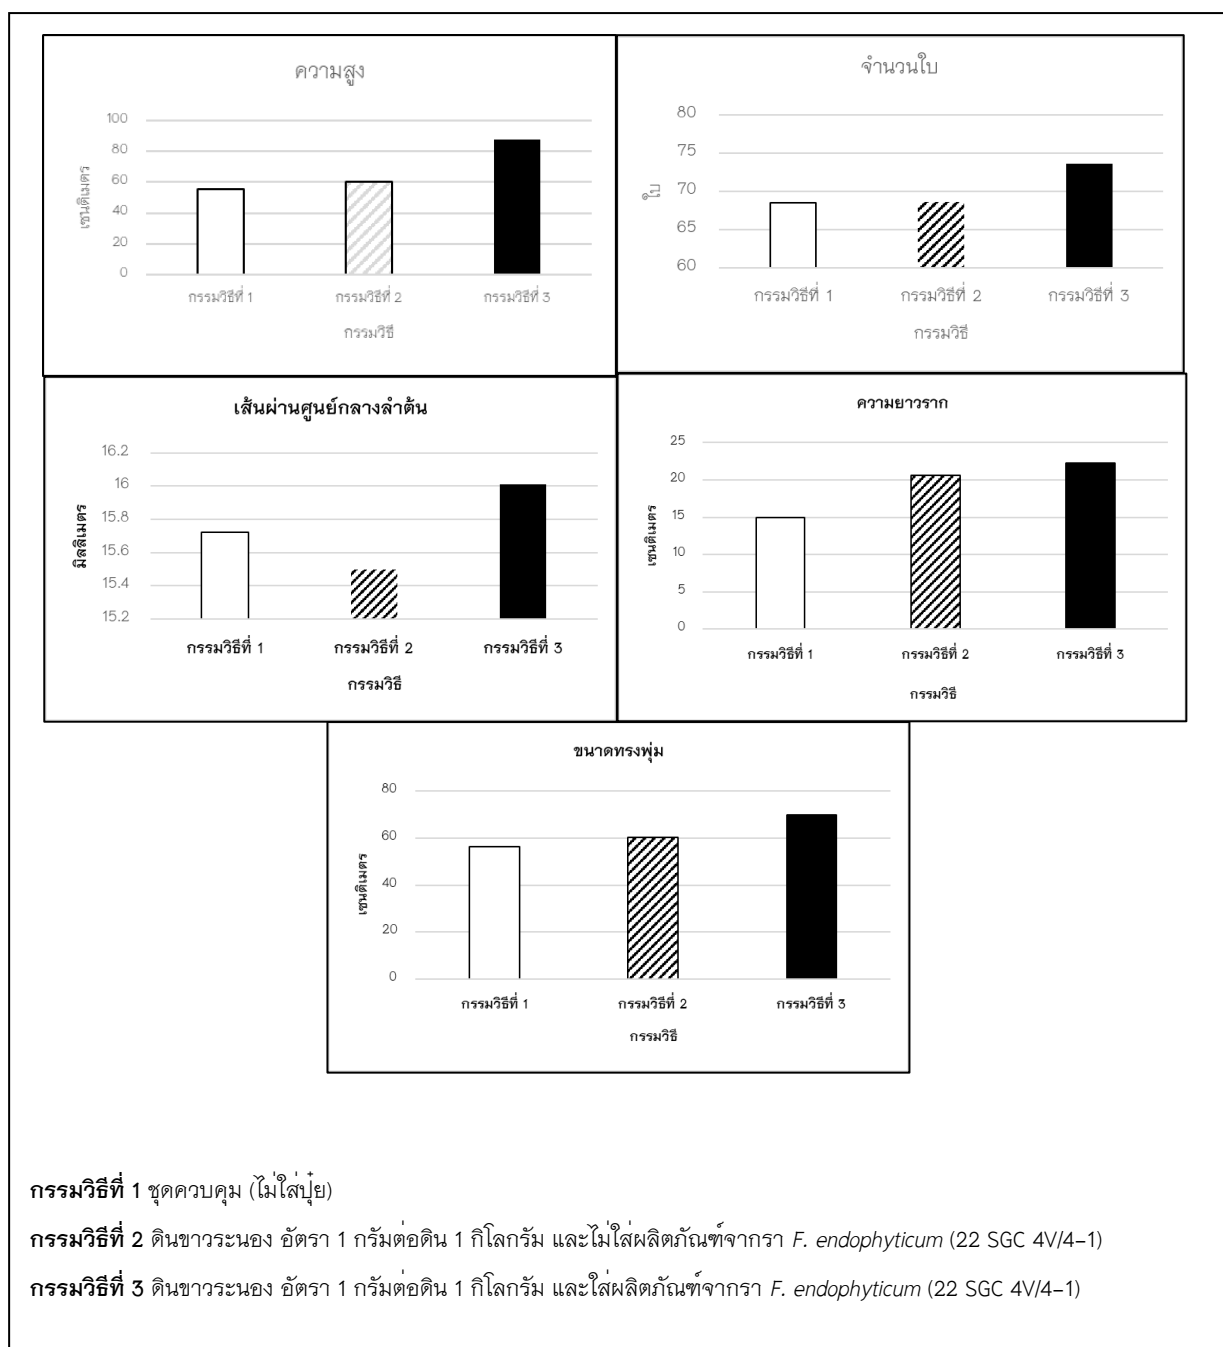 ความสูง
เซนติเมตร
100
80
60
40
20
0
กรรมวิธีที่ 1 กรรมวิธีที่ 2 กรรมวิธีที่ 3
กรรมวิธี
จำนวนใบ
ใบ
80
75
70
65
60
กรรมวิธีที่ 1 กรรมวิธีที่ 2 กรรมวิธีที่ 3
กรรมวิธี
เส้นผ่านศูนย์กลางลำต้น
มิลลิเมตร
16.2
16
15.8
15.6
15.4
15.2
กรรมวิธีที่ 1 กรรมวิธีที่ 2 กรรมวิธีที่ 3
กรรมวิธี
ความยาวราก
เซนติเมตร
25
20
15
10
5
0
กรรมวิธีที่ 1 กรรมวิธีที่ 2 กรรมวิธีที่ 3
กรรมวิธี
ขนาดทรงพุ่ม
เซนติเมตร
80
60
40
20
0
กรรมวิธีที่ 1 กรรมวิธีที่ 2 กรรมวิธีที่ 3
กรรมวิธี
กรรมวิธีที่ 1 ชุดควบคุม (ไม่ใส่ปุ๋ย)
กรรมวิธีที่ 2 ดินขาวระนอง อัตรา 1 กรัมต่อดิน 1 กิโลกรัม และไม่ใส่ผลิตภัณฑ์จากรา F. endophyticum (22 SGC 4V/4-1)
กรรมวิธีที่ 3 ดินขาวระนอง อัตรา 1 กรัมต่อดิน 1 กิโลกรัม และใส่ผลิตภัณฑ์จากรา F. endophyticum (22 SGC 4V/4-1)